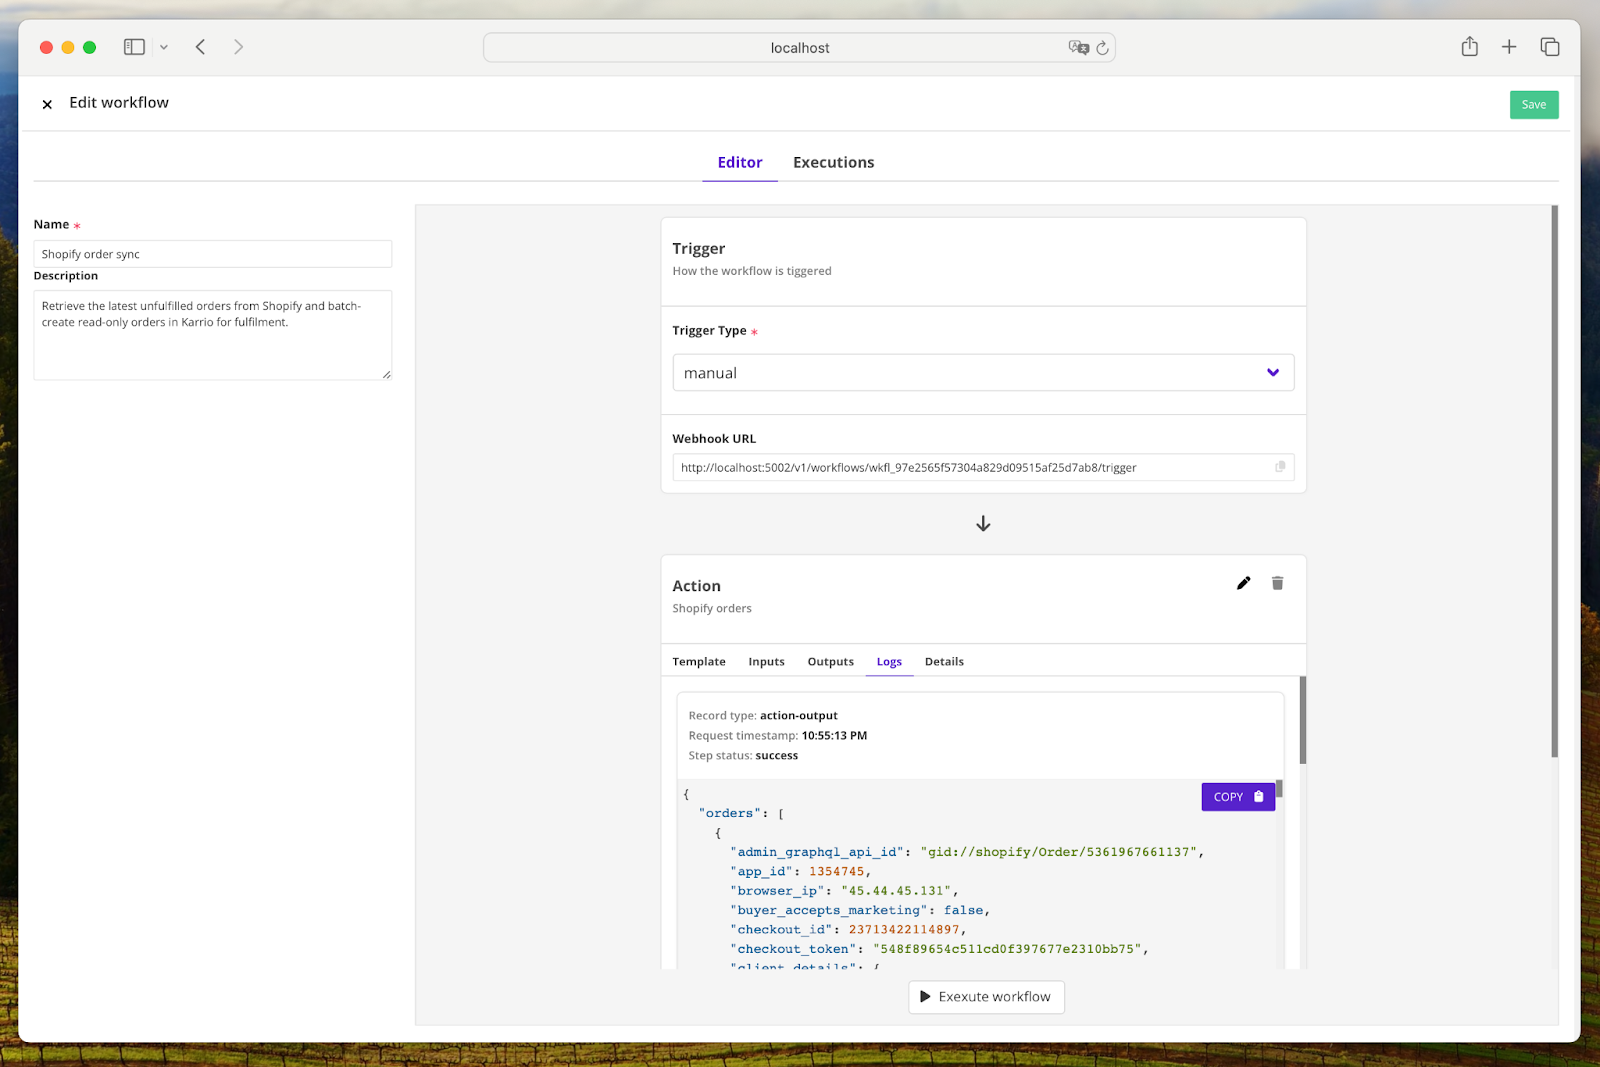 localhost
Edit workflow
Save
Editor
Executions
Name *
Shopify order sync
Description
Retrieve the latest unfulfilled orders from Shopify and batch-
create read-only orders in Karrio for fulfilment.
Trigger
How the workflow is tiggered
Trigger Type *
manual
Webhook URL
http://localhost:5002/v1/workflows/wkfl_97e2565f57304a829d09515af25d7ab8/trigger
Action
Shopify orders
Template
Inputs
Outputs
Logs
Details
Record type: action-output
Request timestamp: 10:55:13 PM
Step status: success
COPY
{
"orders": [
{
"admin_graphql_api_id": "gid://shopify/Order/5361967661137",
"app_id": 1354745,
"browser_ip": "45.44.45.131",
"buyer_accepts_marketing": false,
"checkout_id": 23713422114897,
"checkout_token": "548f89654c511cd0f397677e2310bb75",
"client_details": {
Exexute workflow